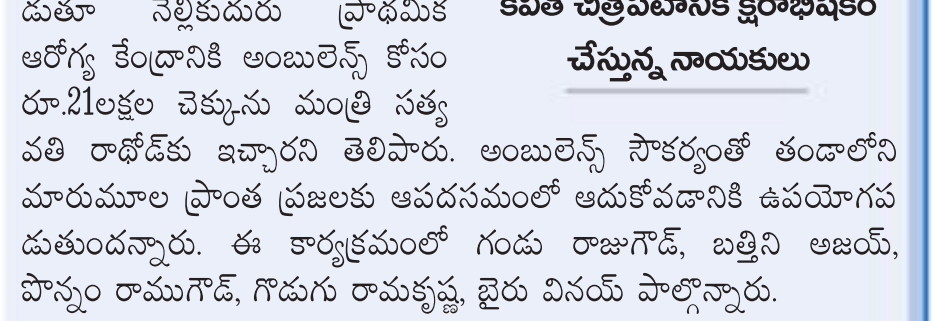 డుతూ నెల్లికుదురు ప్రాథమిక
ఆరోగ్య కేంద్రానికి అంబులెన్స్ కోసం
రూ.21లక్షల చెక్కును మంత్రి సత్య
వతి రాథోడ్‌కు ఇచ్చారని తెలిపారు. అంబులెన్స్ సౌకర్యంతో తండాలోని
మారుమూల ప్రాంత ప్రజలకు ఆపదసమంలో ఆదుకోవడానికి ఉపయోగప
డుతుందన్నారు. ఈ కార్యక్రమంలో గండు రాజుగౌడ్, బత్తిని అజయ్,
పొన్నం రాముగౌడ్, గొడుగు రామకృష్ణ, బైరు వినయ్ పాల్గొన్నారు.
కవిత చిత్రపటానికి క్షీరాభిషేకం
చేస్తున్న నాయకులు